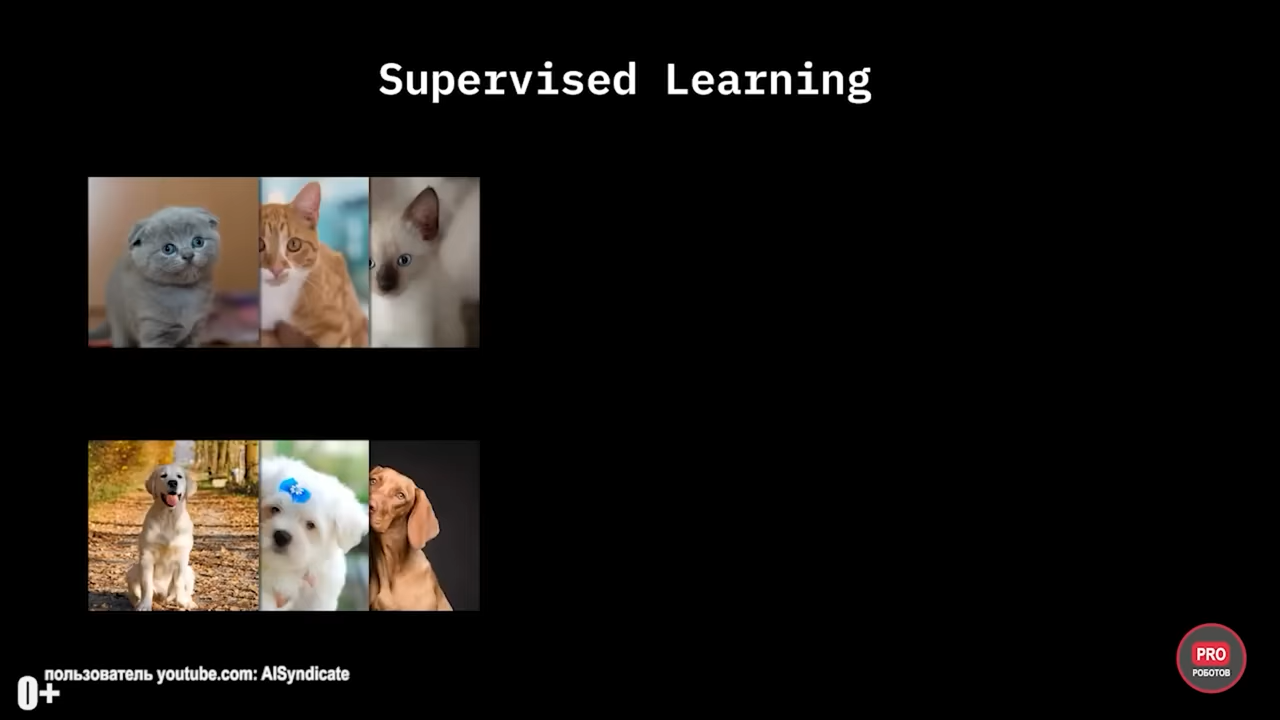 Supervised Learning
пользователь youtube.com: AISyndicate
0+
PRO
РОБОТОВ